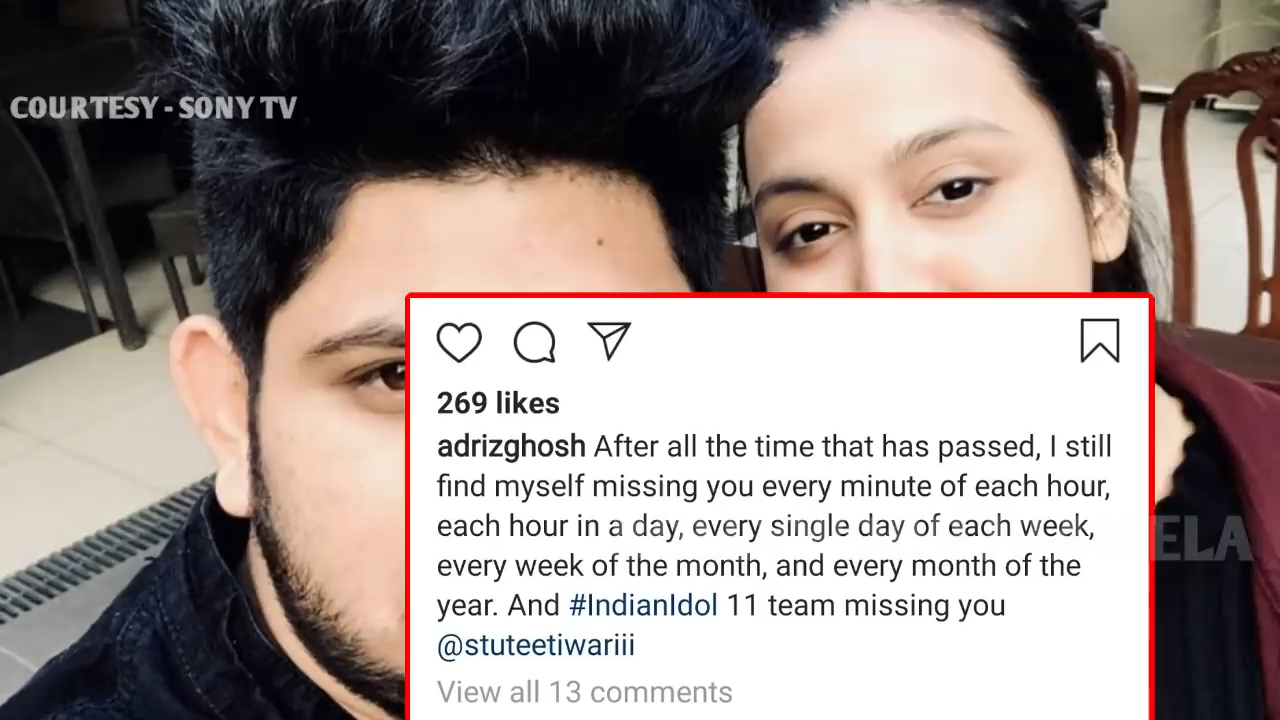 COURTESY - SONY TV
269 likes
adrizghosh After all the time that has passed, I still
find myself missing you every minute of each hour,
each hour in a day, every single day of each week,
every week of the month, and every month of the
year. And #IndianIdol 11 team missing you
@stuteetiwariii
View all 13 comments